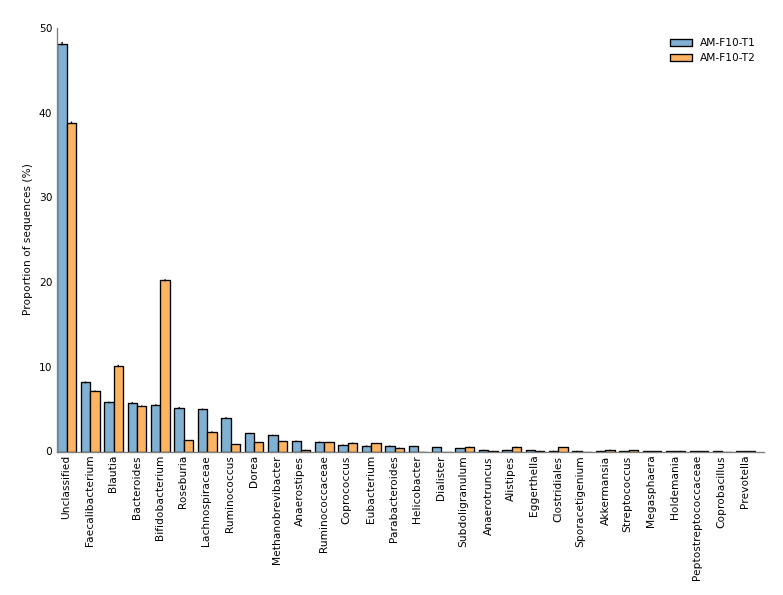 50
AM-F10-T1
AM-F10-T2
40
30
20
10
0
Proportion of sequences (%)
Unclassified
Faecalibacterium
Blautia
Bacteroides
Bifidobacterium
Roseburia
Lachnospiraceae
Ruminococcus
Dorea
Methanobrevibacter
Anaerostipes
Ruminococcaceae
Coprococcus
Eubacterium
Parabacteroides
Helicobacter
Dialister
Subdoligranulum
Anaerotruncus
Alistipes
Eggerthella
Clostridiales
Sporacetigenium
Akkermansia
Streptococcus
Megasphaera
Holdemania
Peptostreptococcaceae
Coprobacillus
Prevotella